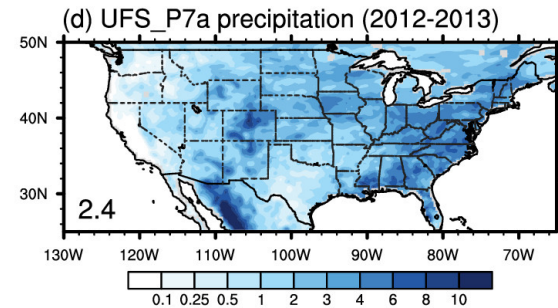 (d) UFS_P7a precipitation (2012-2013)
50N
40N
30N
2.4
130W 120W 110W 100W 90W 80W 70W
0.1 0.25 0.5 1 2 3 4 6 8 10